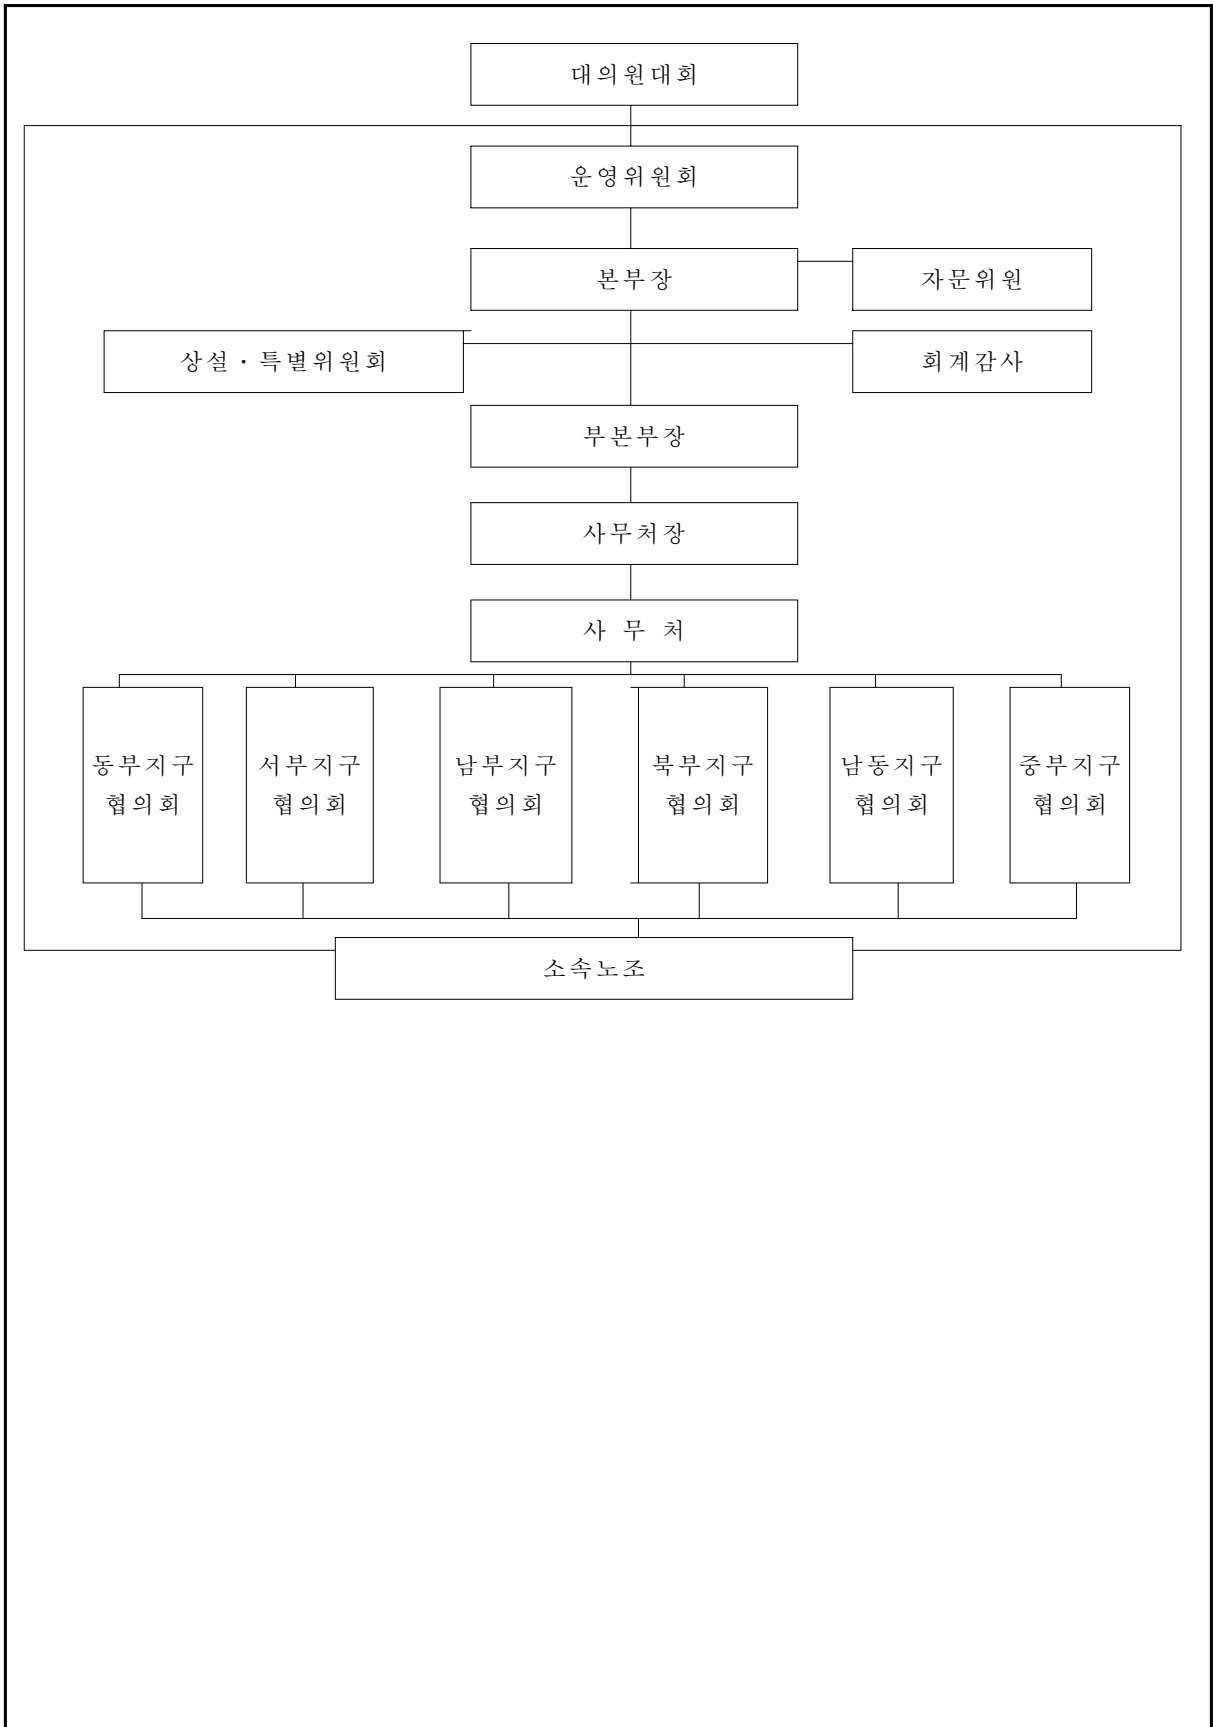 대의원대회
운영위원회
본부장
자문위원
상설・특별위원회
회계감사
부본부장
사무처장
사 무 처
동부지구
협의회
서부지구
협의회
남부지구
협의회
북부지구
협의회
남동지구
협의회
중부지구
협의회
소속노조